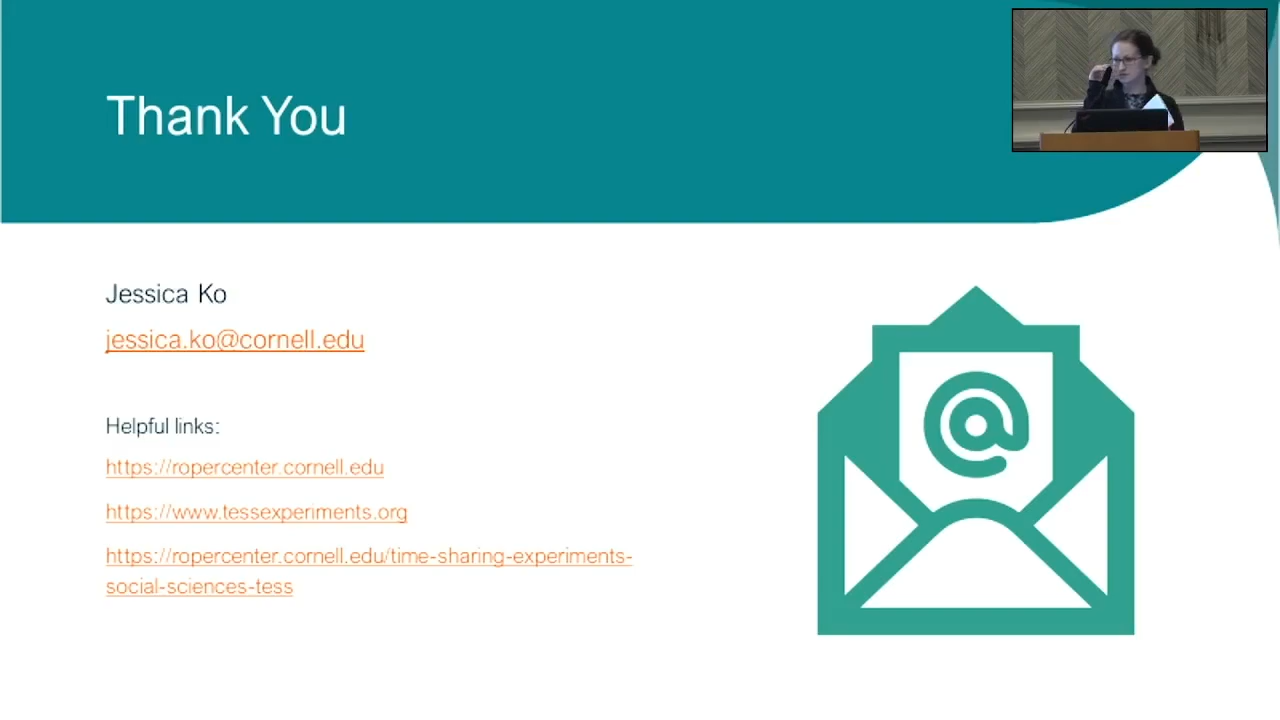 Thank You
Jessica Ko
jessica.ko@cornell.edu
Helpful links:
https://ropercenter.cornell.edu
https://www.tessexperiments.org
https://ropercenter.cornell.edu/time-sharing-experiments-
social-sciences-tess
@